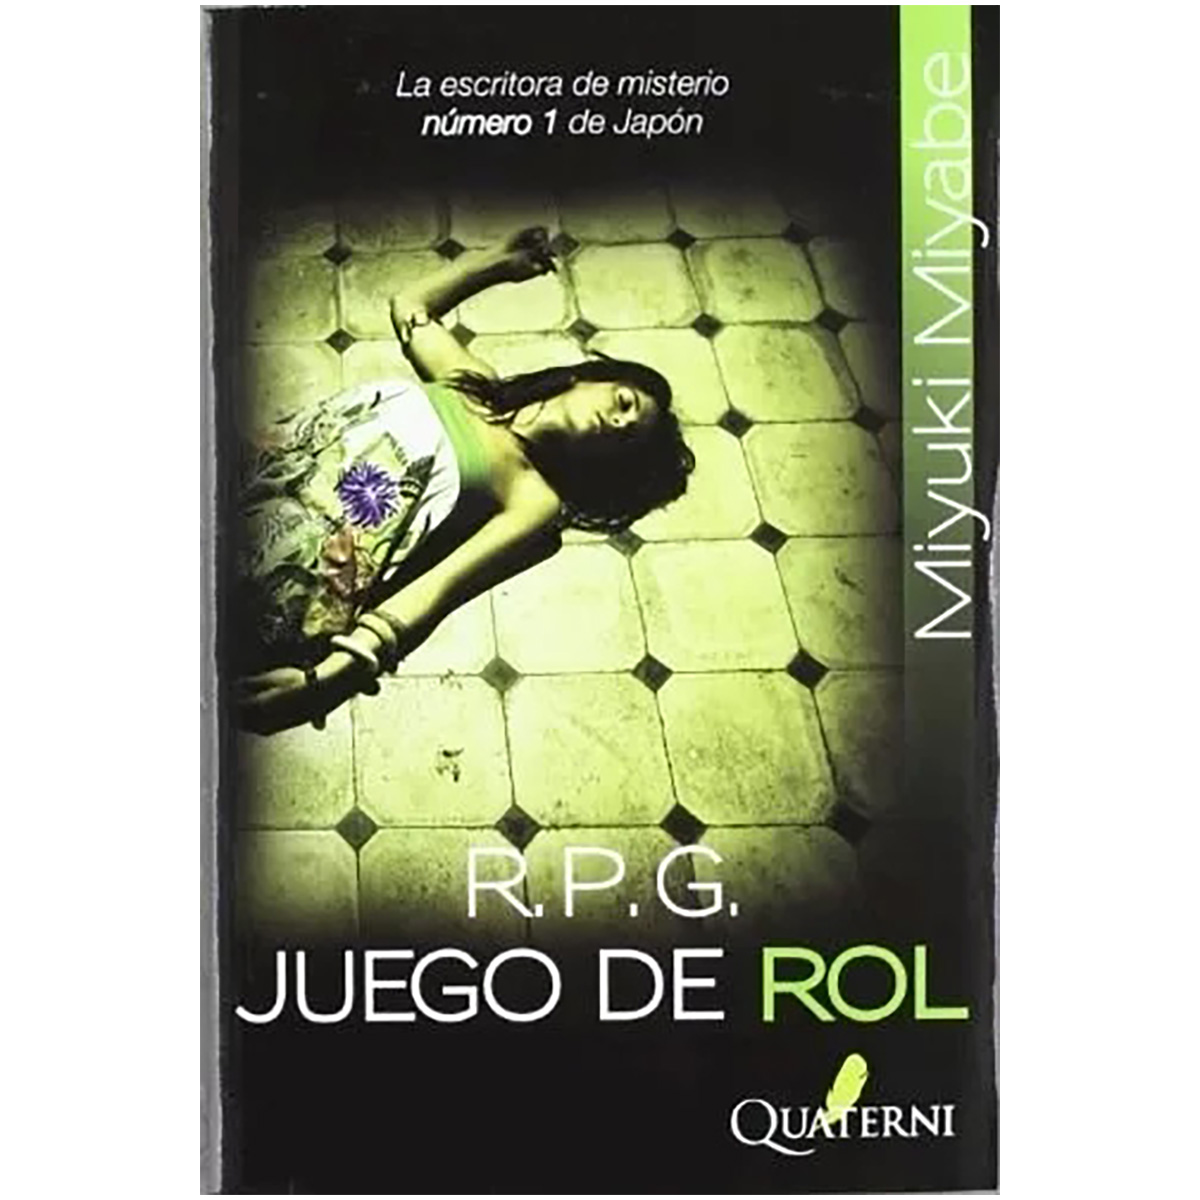 La escritora de misterio
número 1 de Japón
Miyuki Miyabe
R.P.G.
JUEGO DE ROL
QUATERNI